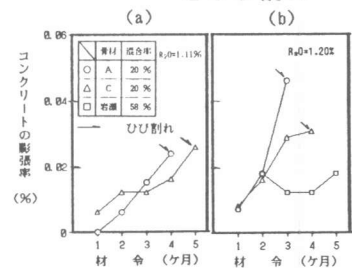 (a) (b)
0.06
0.04
0.02
0
コンクリートの膨張率
(%)
骨材 混合率
○ A 20 %
△ C 20 %
□ 岩瀬 58 %
R₂O=1.11%
ひび割れ
R₂O=1.20%
1 2 3 4 5
材 令 (ケ月)
1 2 3 4 5
材 令 (ケ月)